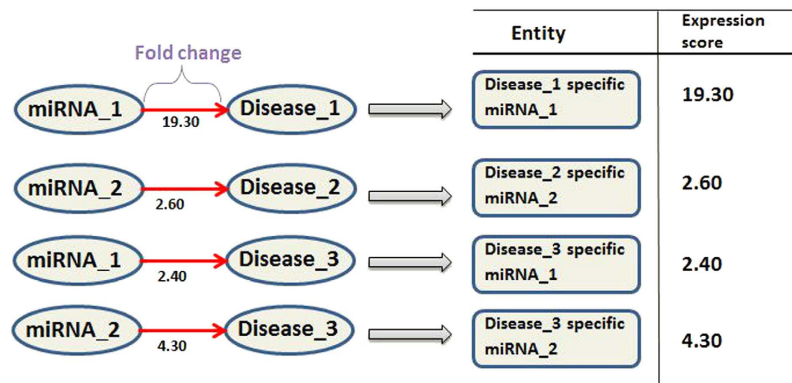 Entity
Expression
score
Fold change
miRNA_1
19.30
Disease_1
Disease_1 specific
miRNA_1
19.30
miRNA_2
2.60
Disease_2
Disease_2 specific
miRNA_2
2.60
miRNA_1
2.40
Disease_3
Disease_3 specific
miRNA_1
2.40
miRNA_2
4.30
Disease_3
Disease_3 specific
miRNA_2
4.30